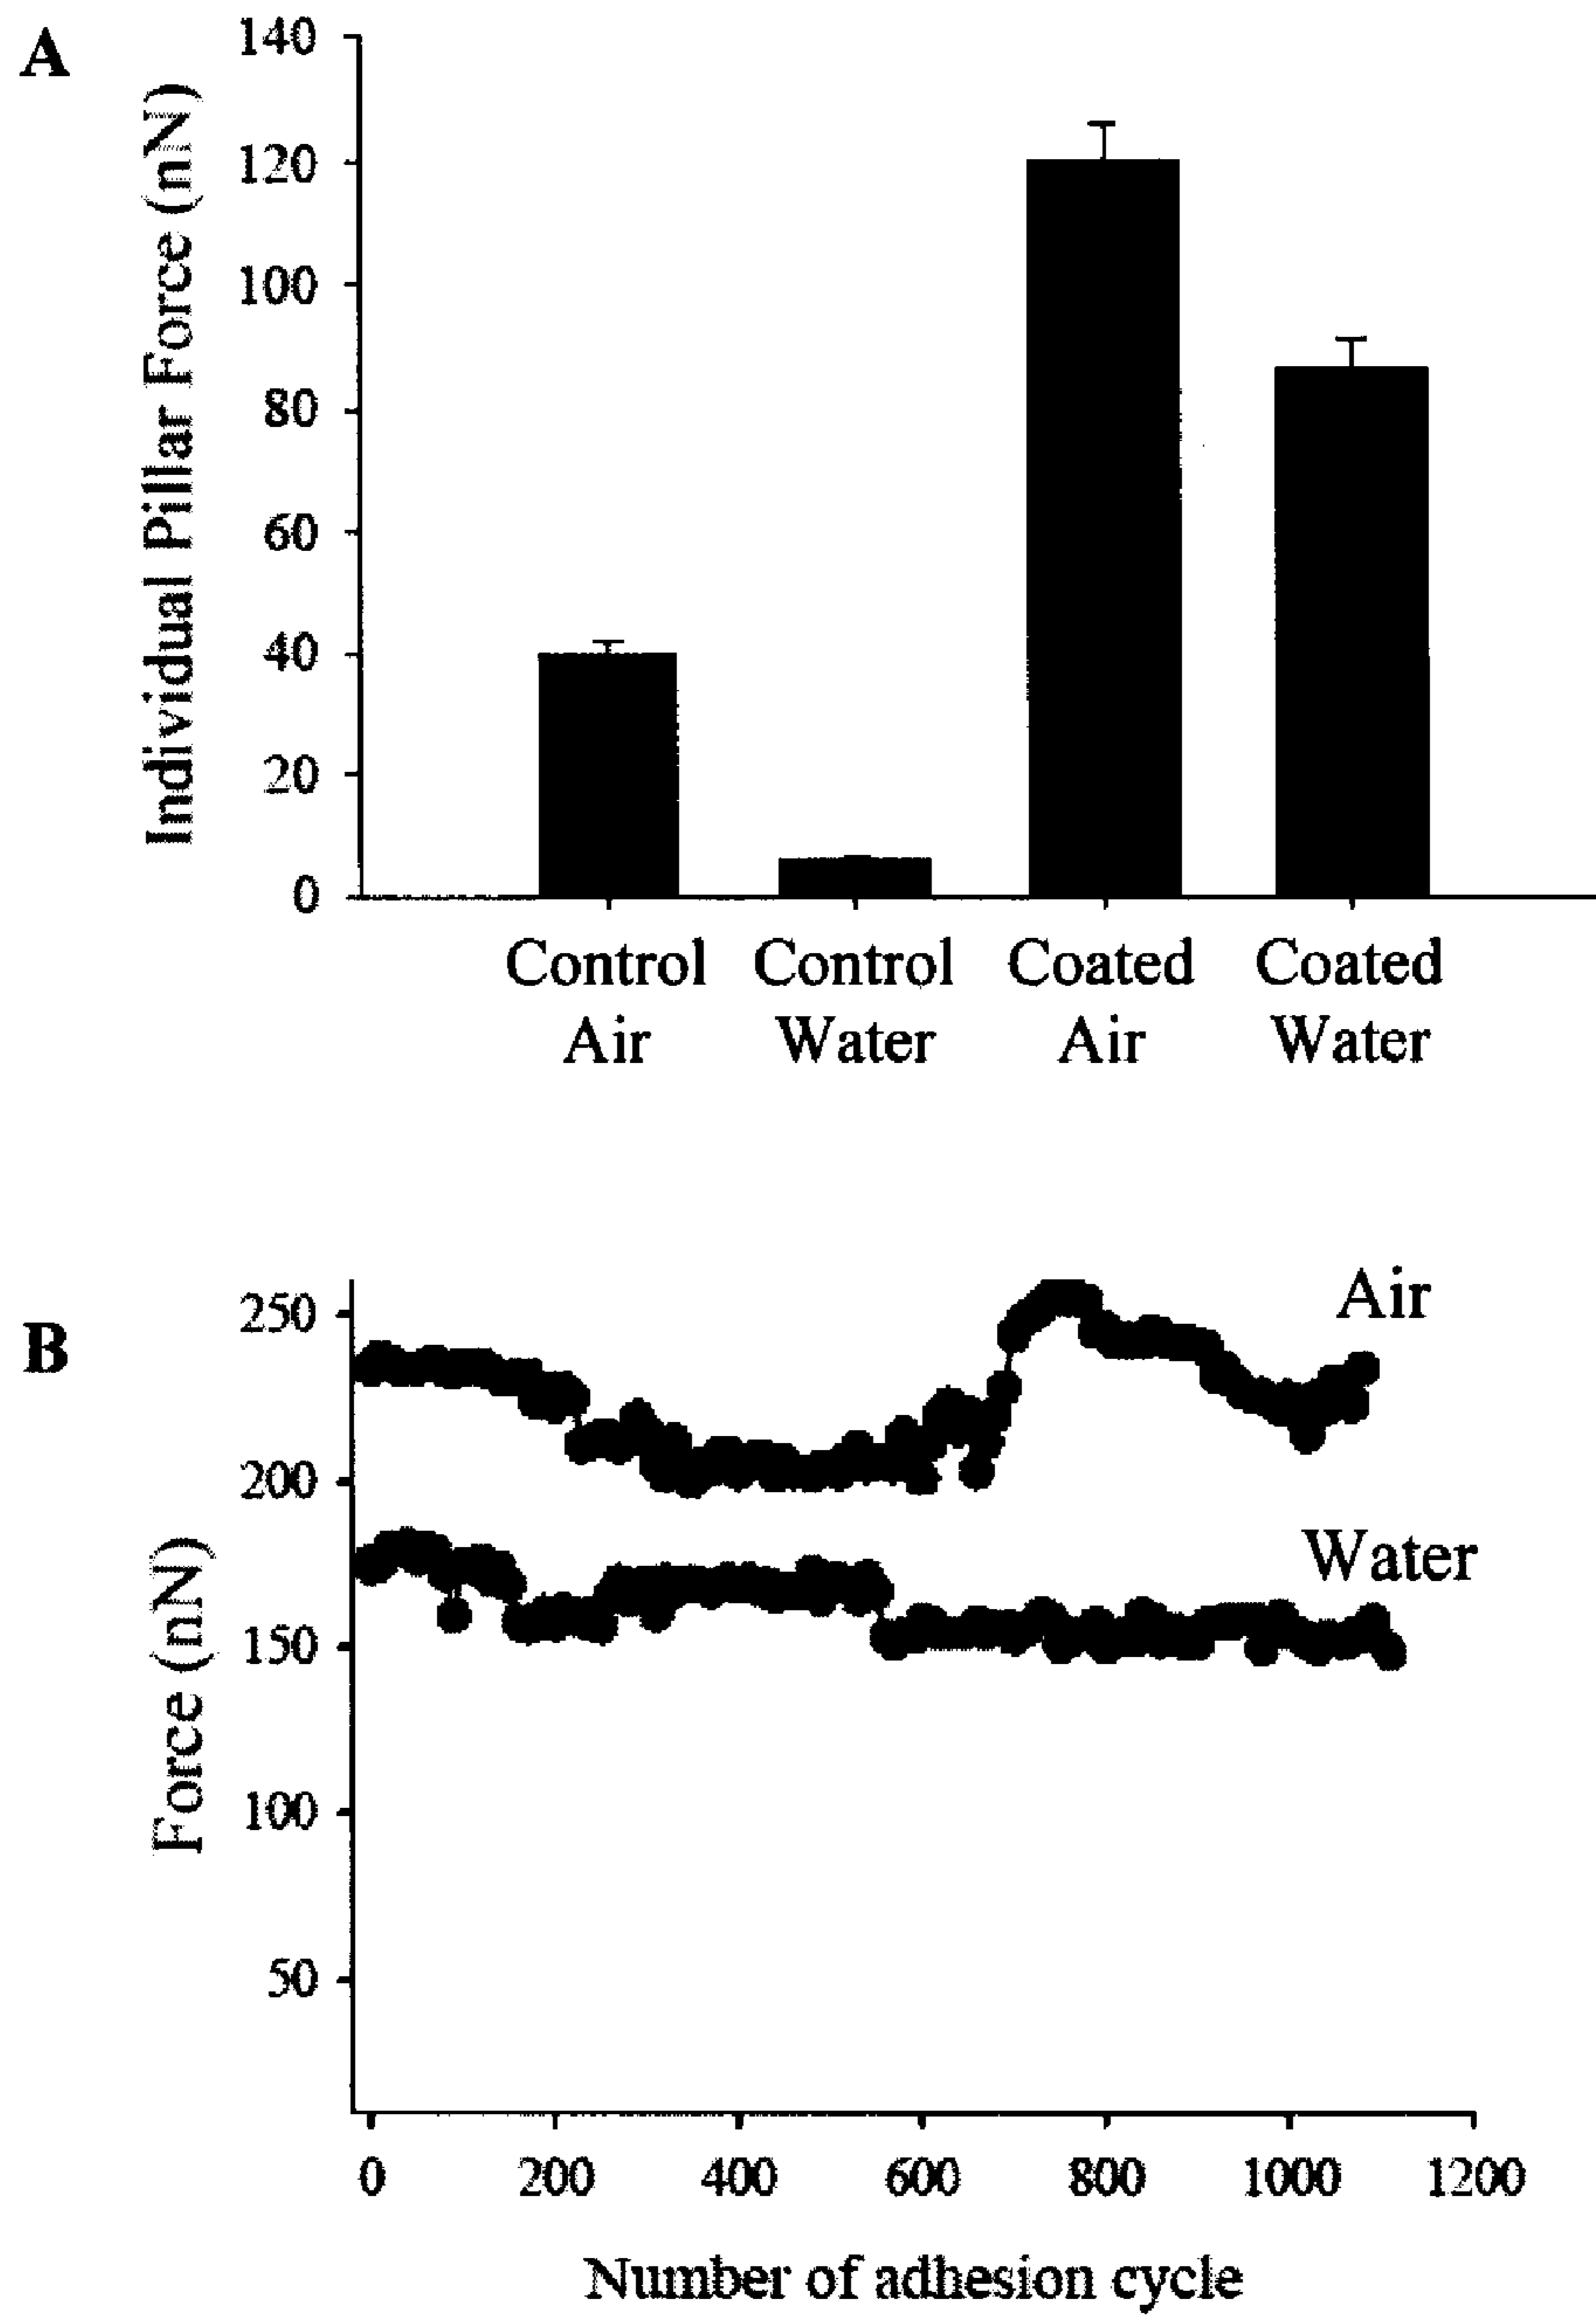 A
Individual Pillar Force (nN)
140
120
100
80
60
40
20
0
Control Air
Control Water
Coated Air
Coated Water
B
Force (nN)
250
200
150
100
50
Air
Water
0 200 400 600 800 1000 1200
Number of adhesion cycle